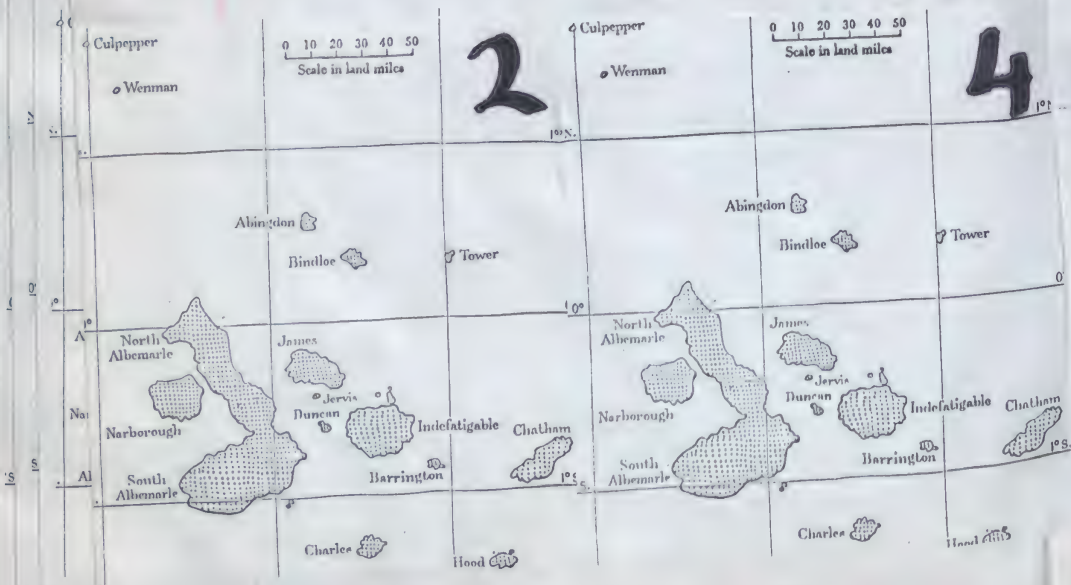 Culpepper
Wenman
0 10 20 30 40 50
Scale in land miles
2
1° N.
Abingdon
Bindloe
Tower
0°
North
Albemarle
James
Jervis
Narborough
Duncan
Indefatigable
Chatham
South
Albemarle
Barrington
1° S.
Charles
Hood
Culpepper
Wenman
0 10 20 30 40 50
Scale in land miles
4
1° N
Abingdon
Bindloe
Tower
0
North
Albemarle
James
Jervis
Narborough
Duncan
Indefatigable
Chatham
South
Albemarle
Barrington
1° S.
Charles
Hood